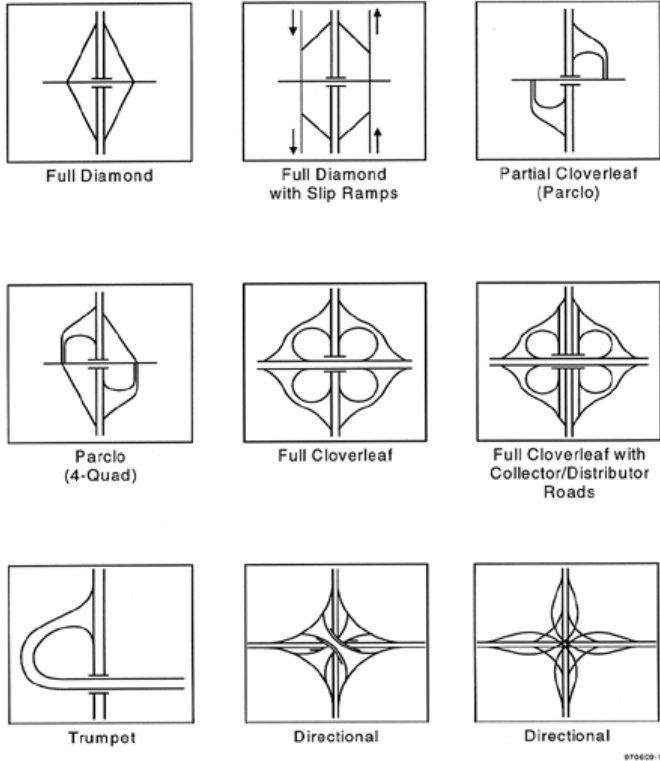 Full Diamond
Full Diamond
with Slip Ramps
Partial Cloverleaf
(Parclo)
Parclo
(4-Quad)
Full Cloverleaf
Full Cloverleaf with
Collector/Distributor
Roads
Trumpet
Directional
Directional
970609-1